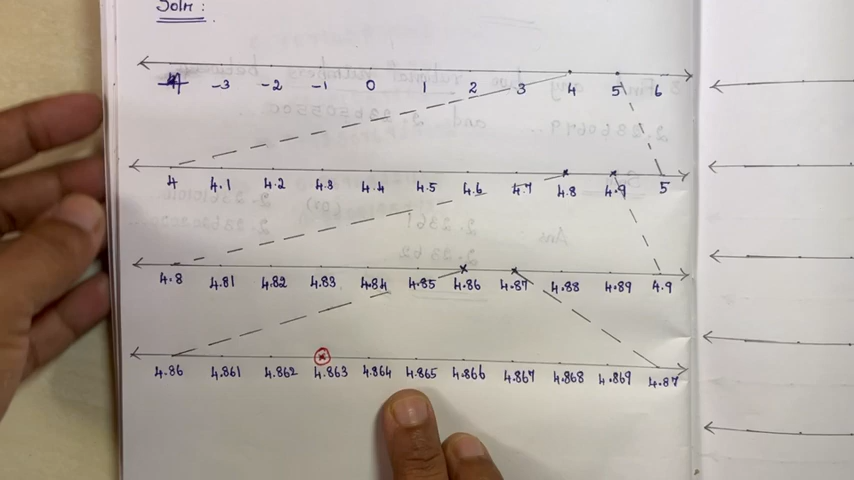 Soln :
-4 -3 -2 -1 0 1 2 3 4 5 6
4 4.1 4.2 4.3 4.4 4.5 4.6 4.7 4.8 4.9 5
4.8 4.81 4.82 4.83 4.84 4.85 4.86 4.87 4.88 4.89 4.9
4.86 4.861 4.862 4.863 4.864 4.865 4.866 4.867 4.868 4.869 4.87